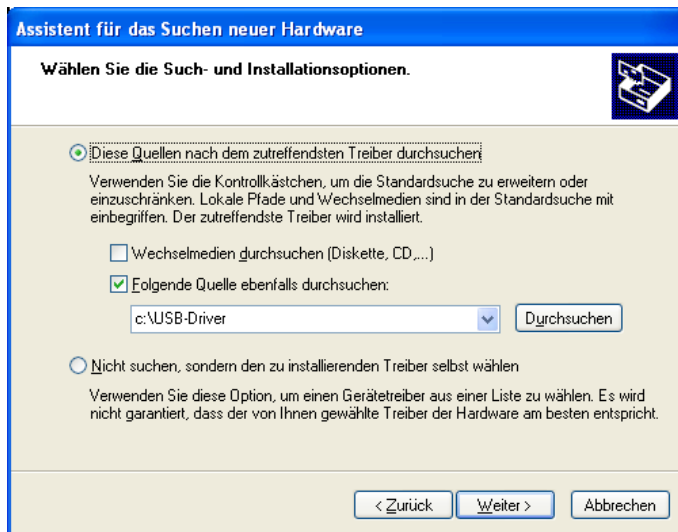 Assistent für das Suchen neuer Hardware
Wählen Sie die Such- und Installationsoptionen.
Diese Quellen nach dem zutreffendsten Treiber durchsuchen
Verwenden Sie die Kontrollkästchen, um die Standardsuche zu erweitern oder
einzuschränken. Lokale Pfade und Wechselmedien sind in der Standardsuche mit
einbegriffen. Der zutreffendste Treiber wird installiert.
Wechselmedien durchsuchen (Diskette, CD,...)
Folgende Quelle ebenfalls durchsuchen:
c:\USB-Driver
Durchsuchen
Nicht suchen, sondern den zu installierenden Treiber selbst wählen
Verwenden Sie diese Option, um einen Gerätetreiber aus einer Liste zu wählen. Es wird
nicht garantiert, dass der von Ihnen gewählte Treiber der Hardware am besten entspricht.
< Zurück
Weiter >
Abbrechen